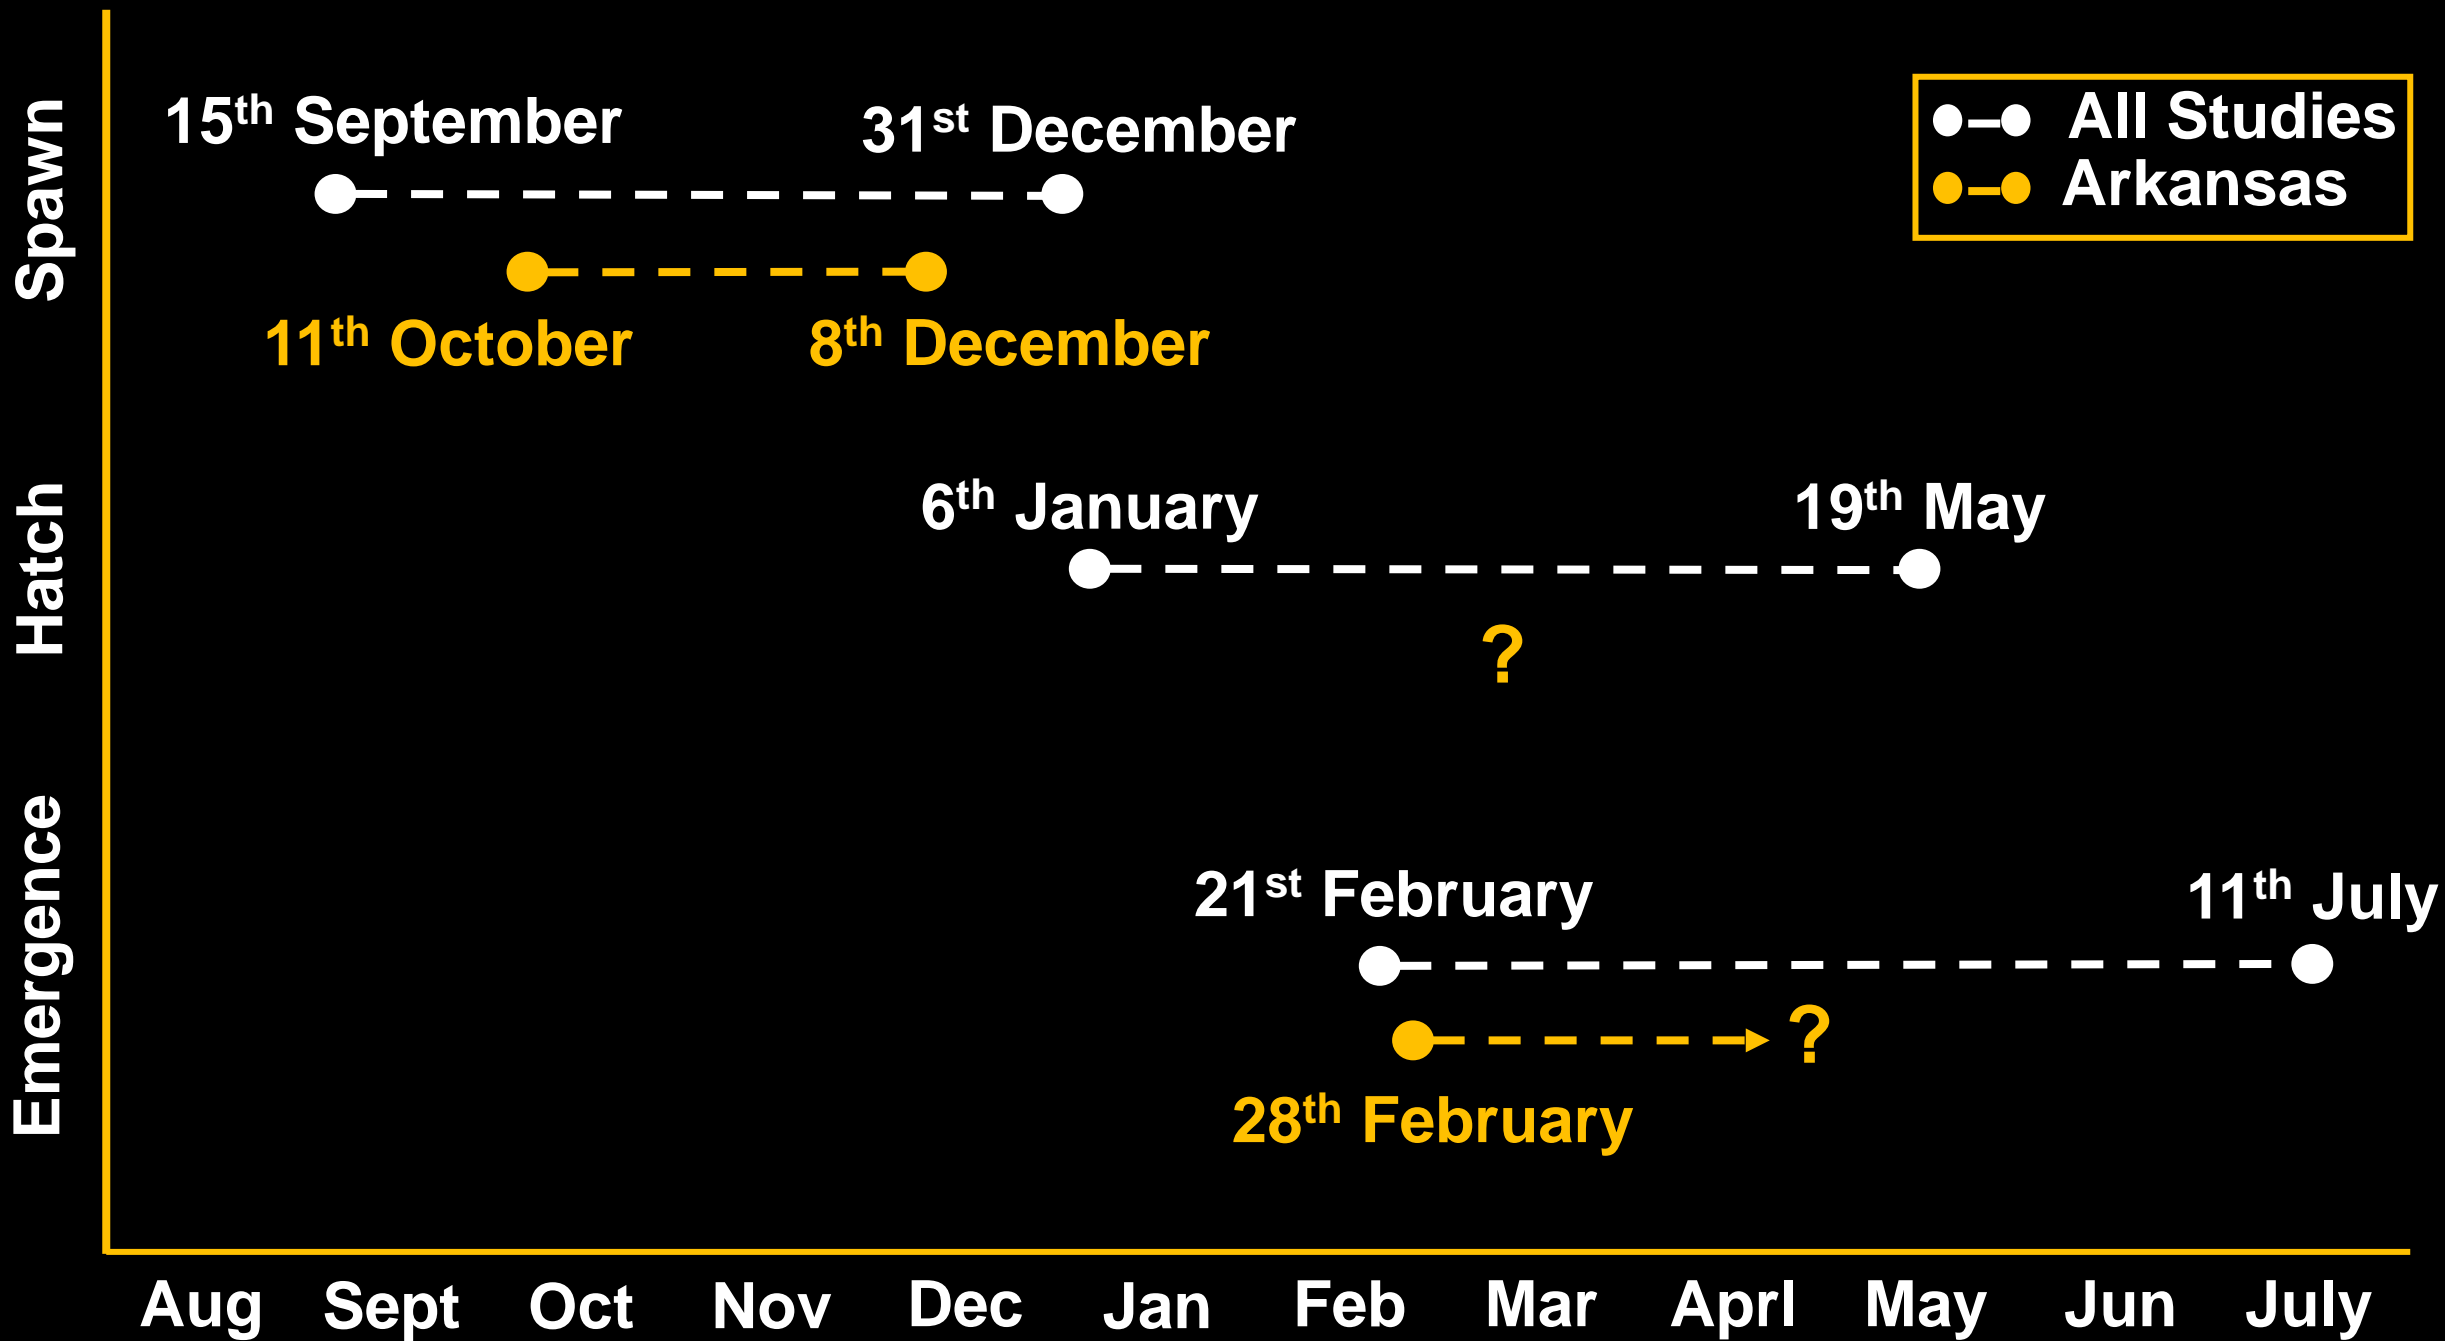 Spawn
15th September
31st December
All Studies
Arkansas
11th October
8th December
Hatch
6th January
19th May
?
Emergence
21st February
11th July
?
28th February
Aug Sept Oct Nov Dec Jan Feb Mar Aprl May Jun July